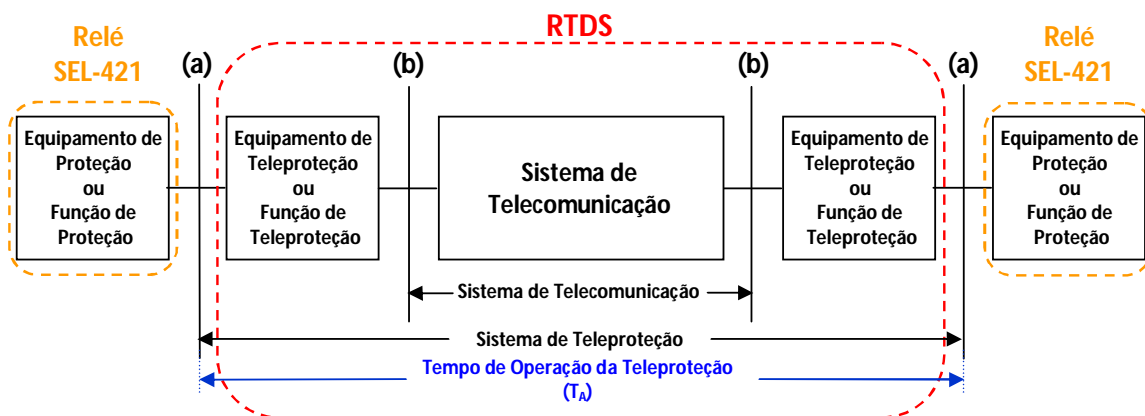 RTDS
Relé
SEL-421
(a)
(b)
(b)
(a)
Relé
SEL-421
Equipamento de
Proteção
ou
Função de
Proteção
Equipamento de
Teleproteção
ou
Função de
Teleproteção
Sistema de
Telecomunicação
Equipamento de
Teleproteção
ou
Função de
Teleproteção
Equipamento de
Proteção
ou
Função de
Proteção
Sistema de Telecomunicação
Sistema de Teleproteção
Tempo de Operação da Teleproteção
(TA)